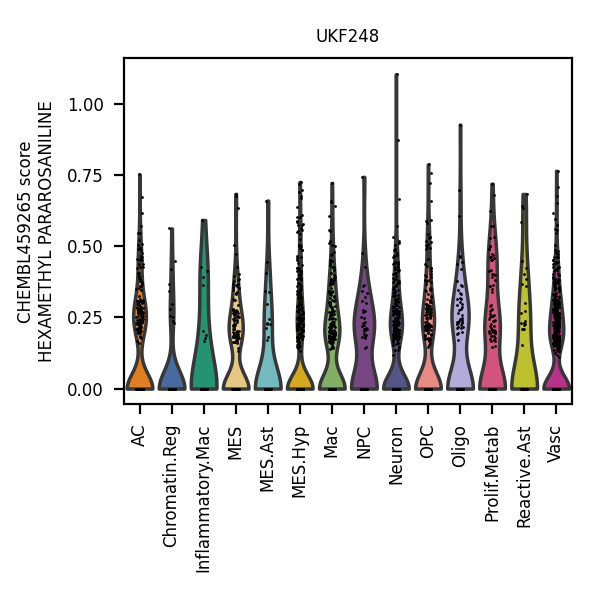 UKF248
CHEMBL459265 score
HEXAMETHYL PARAROSANILINE
1.00
0.75
0.50
0.25
0.00
AC
Chromatin.Reg
Inflammatory.Mac
MES
MES.Ast
MES.Hyp
Mac
NPC
Neuron
OPC
Oligo
Prolif.Metab
Reactive.Ast
Vasc